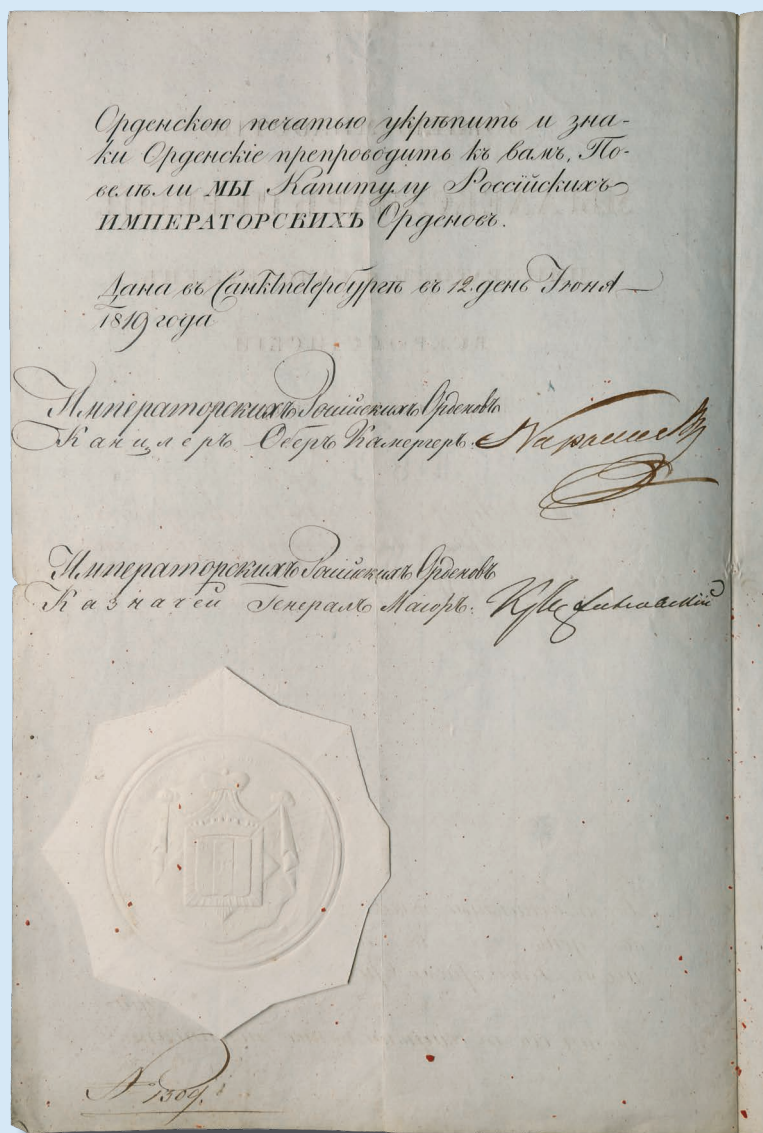 Орденскою печатью укрѣпить и зна-
ки Орденскіе препроводить къ вамъ, По-
велѣли МЫ Капитулу Россійскихъ
ИМПЕРАТОРСКИХЪ Орденовъ.
Дана въ Санктпетербургѣ въ 12. день Іюня
1819 года
Императорскихъ Россійскихъ Орденовъ
Канцлеръ Оберъ Камергеръ.
Императорскихъ Россійскихъ Орденовъ
Казначей Генералъ Маіоръ.
№ 1309.